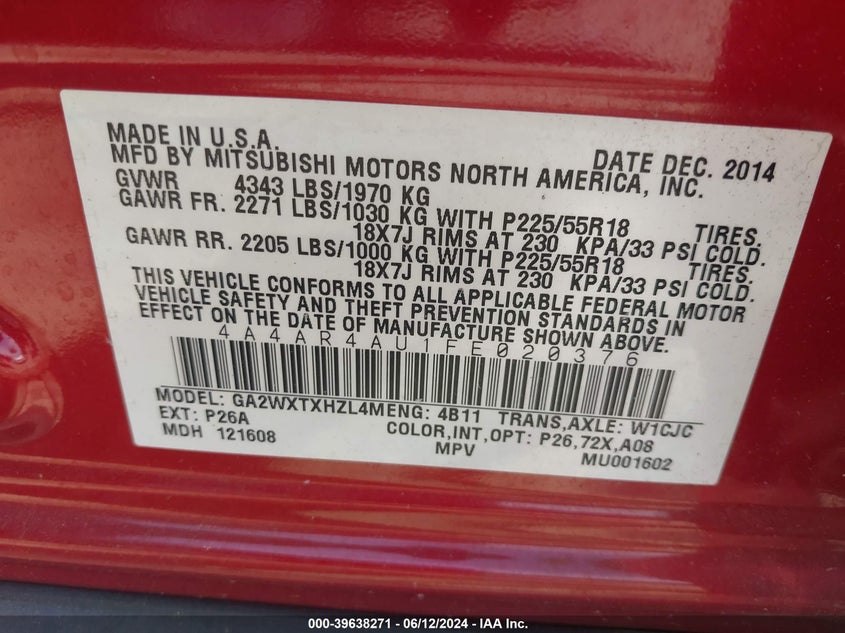 MADE IN U.S.A. DATE DEC. 2014
MFD BY MITSUBISHI MOTORS NORTH AMERICA, INC.
GVWR 4343 LBS/1970 KG
GAWR FR. 2271 LBS/1030 KG WITH P225/55R18 TIRES.
18X7J RIMS AT 230 KPA/33 PSI COLD.
GAWR RR. 2205 LBS/1000 KG WITH P225/55R18 TIRES.
18X7J RIMS AT 230 KPA/33 PSI COLD.
THIS VEHICLE CONFORMS TO ALL APPLICABLE FEDERAL MOTOR
VEHICLE SAFETY AND THEFT PREVENTION STANDARDS IN
EFFECT ON THE DATE OF MANUFACTURE SHOWN ABOVE.
4A4AR4AU1FE020376
MODEL: GA2WXTXHZL4MENG: 4B11 TRANS,AXLE: W1CJC
EXT: P26A COLOR,INT,OPT: P26,72X,A08
MDH 121608 MPV MU001602
000-39638271 - 06/12/2024 - IAA Inc.